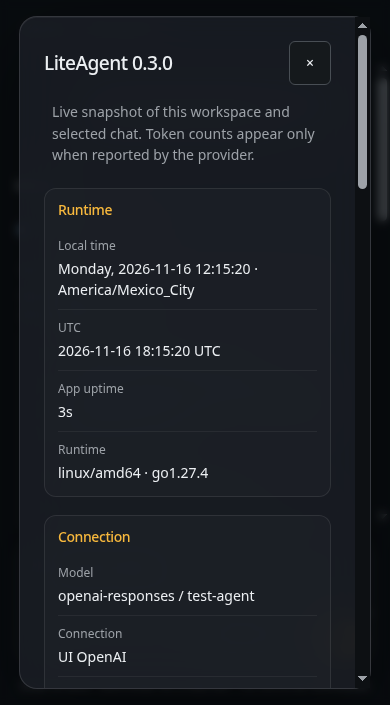 LiteAgent 0.3.0
×
Live snapshot of this workspace and
selected chat. Token counts appear only
when reported by the provider.
Runtime
Local time
Monday, 2026-11-16 12:15:20 ·
America/Mexico_City
UTC
2026-11-16 18:15:20 UTC
App uptime
3s
Runtime
linux/amd64 · go1.27.4
Connection
Model
openai-responses / test-agent
Connection
UI OpenAI